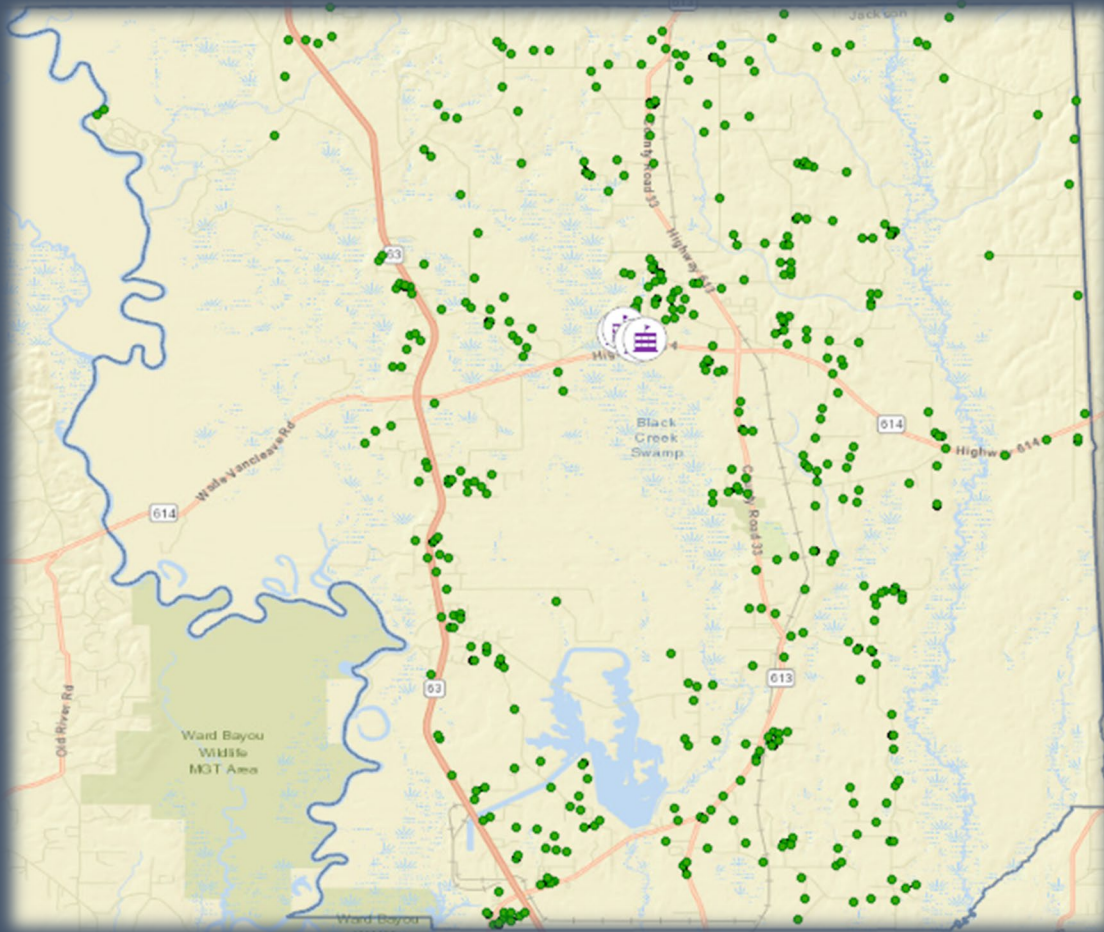 Jackson
County Road 33
Highway 613
63
High
614
Highway 614
Black
Creek
Swamp
Wade Vancleave Rd
614
County Road 33
613
63
Old River Rd
Ward Bayou
Wildlife
MGT Area
Ward Bayou